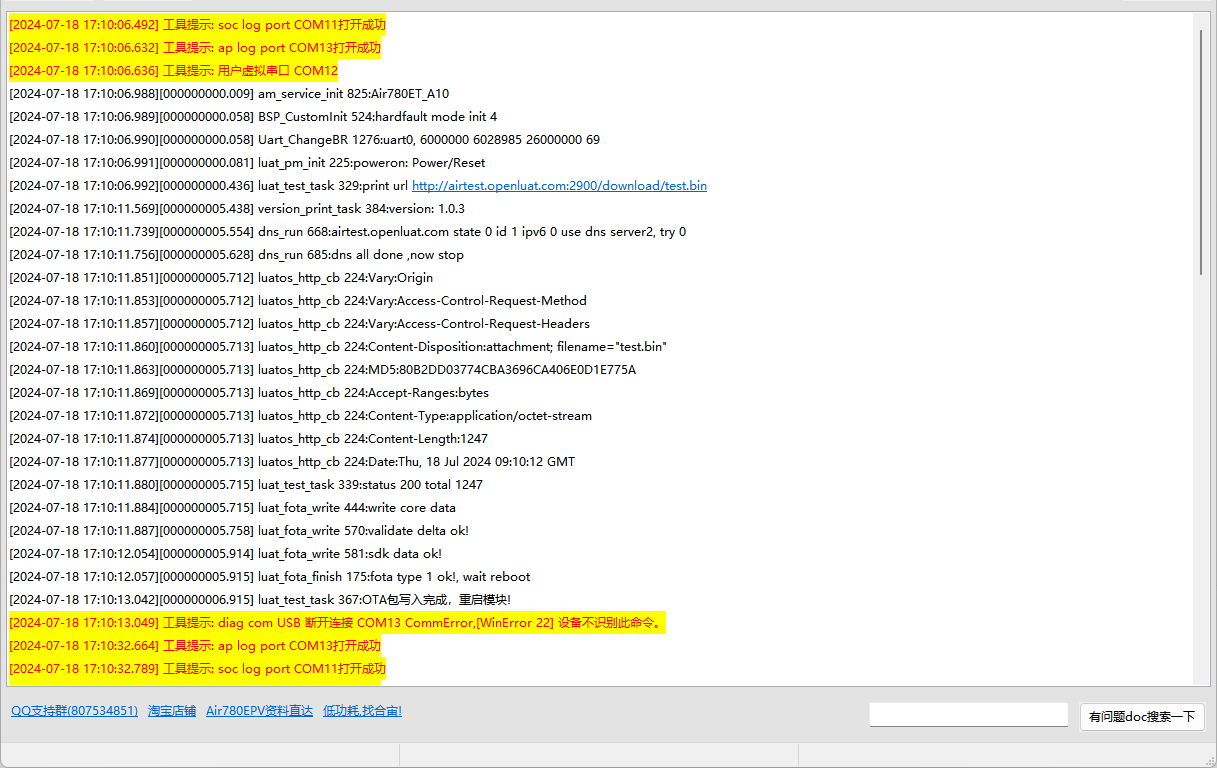 [2024-07-18 17:10:06.492] 工具提示: soc log port COM11打开成功
[2024-07-18 17:10:06.632] 工具提示: ap log port COM13打开成功
[2024-07-18 17:10:06.636] 工具提示: 用户虚拟串口 COM12
[2024-07-18 17:10:06.988][000000000.009] am_service_init 825:Air780ET_A10
[2024-07-18 17:10:06.989][000000000.058] BSP_CustomInit 524:hardfault mode init 4
[2024-07-18 17:10:06.990][000000000.058] Uart_ChangeBR 1276:uart0, 6000000 6028985 26000000 69
[2024-07-18 17:10:06.991][000000000.081] luat_pm_init 225:poweron: Power/Reset
[2024-07-18 17:10:06.992][000000000.436] luat_test_task 329:print url http://airtest.openluat.com:2900/download/test.bin
[2024-07-18 17:10:11.569][000000005.438] version_print_task 384:version: 1.0.3
[2024-07-18 17:10:11.739][000000005.554] dns_run 668:airtest.openluat.com state 0 id 1 ipv6 0 use dns server2, try 0
[2024-07-18 17:10:11.756][000000005.628] dns_run 685:dns all done ,now stop
[2024-07-18 17:10:11.851][000000005.712] luatos_http_cb 224:Vary:Origin
[2024-07-18 17:10:11.853][000000005.712] luatos_http_cb 224:Vary:Access-Control-Request-Method
[2024-07-18 17:10:11.857][000000005.712] luatos_http_cb 224:Vary:Access-Control-Request-Headers
[2024-07-18 17:10:11.860][000000005.713] luatos_http_cb 224:Content-Disposition:attachment; filename="test.bin"
[2024-07-18 17:10:11.863][000000005.713] luatos_http_cb 224:MD5:80B2DD03774CBA3696CA406E0D1E775A
[2024-07-18 17:10:11.869][000000005.713] luatos_http_cb 224:Accept-Ranges:bytes
[2024-07-18 17:10:11.872][000000005.713] luatos_http_cb 224:Content-Type:application/octet-stream
[2024-07-18 17:10:11.874][000000005.713] luatos_http_cb 224:Content-Length:1247
[2024-07-18 17:10:11.877][000000005.713] luatos_http_cb 224:Date:Thu, 18 Jul 2024 09:10:12 GMT
[2024-07-18 17:10:11.880][000000005.715] luat_test_task 339:status 200 total 1247
[2024-07-18 17:10:11.884][000000005.715] luat_fota_write 444:write core data
[2024-07-18 17:10:11.887][000000005.758] luat_fota_write 570:validate delta ok!
[2024-07-18 17:10:12.054][000000005.914] luat_fota_write 581:sdk data ok!
[2024-07-18 17:10:12.057][000000005.915] luat_fota_finish 175:fota type 1 ok!, wait reboot
[2024-07-18 17:10:13.042][000000006.915] luat_test_task 367:OTA包写入完成，重启模块!
[2024-07-18 17:10:13.049] 工具提示: diag com USB 断开连接 COM13 CommError,[WinError 22] 设备不识别此命令。
[2024-07-18 17:10:32.664] 工具提示: ap log port COM13打开成功
[2024-07-18 17:10:32.789] 工具提示: soc log port COM11打开成功
QQ支持群(807534851) 淘宝店铺 Air780EPV资料直达 低功耗,找合宙! 有问题doc搜索一下